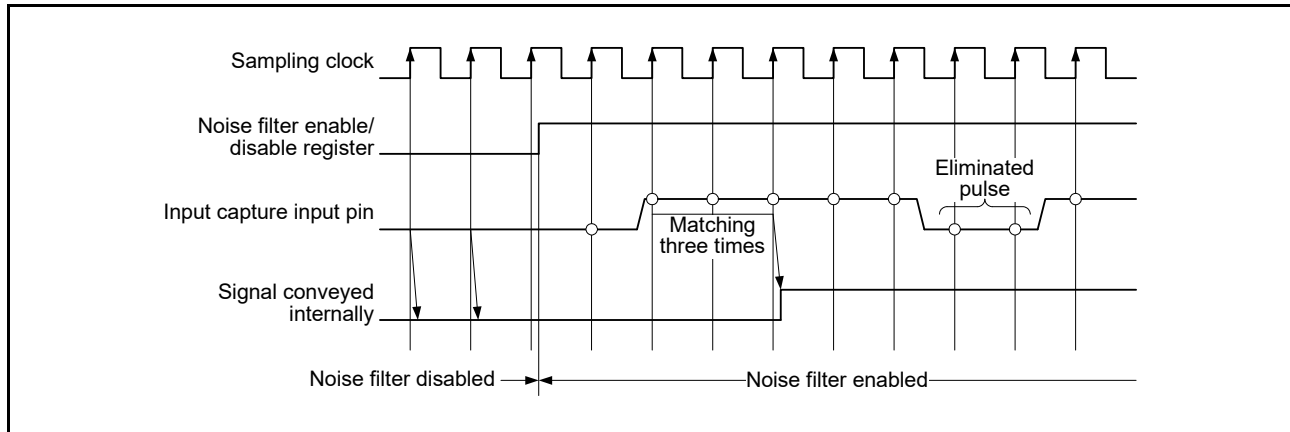 Sampling clock
Noise filter enable/
disable register
Eliminated
pulse
Input capture input pin
Matching
three times
Signal conveyed
internally
Noise filter disabled
Noise filter enabled